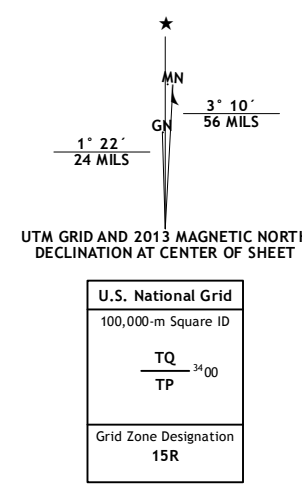 ★
MN
3° 10´
56 MILS
GN
1° 22´
24 MILS
UTM GRID AND 2013 MAGNETIC NORTH
DECLINATION AT CENTER OF SHEET
U.S. National Grid
100,000-m Square ID
TQ
3400
TP
Grid Zone Designation
15R